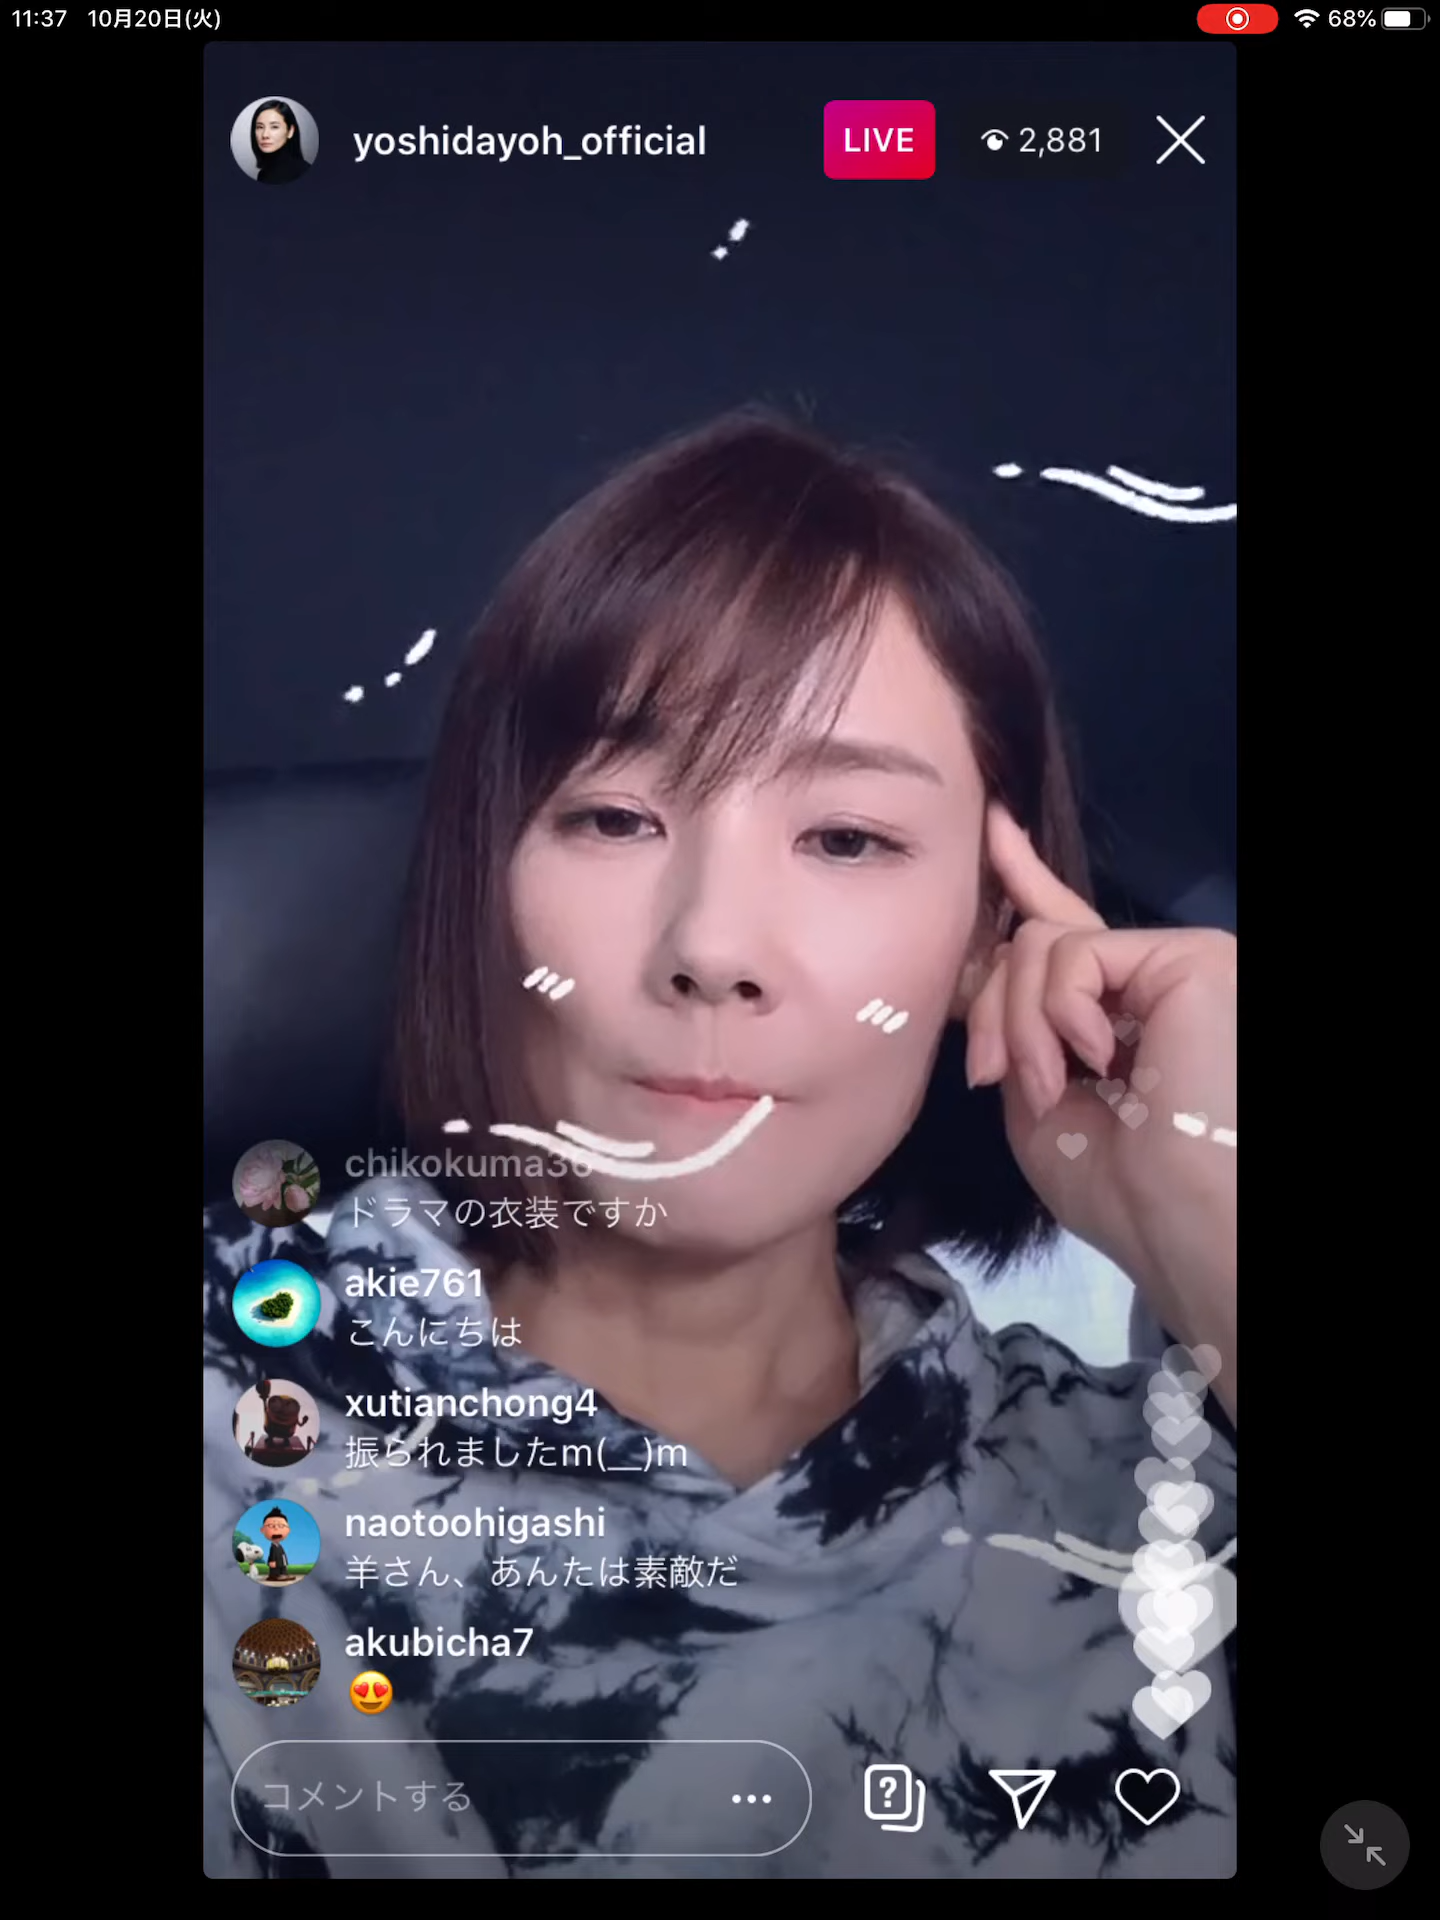 11:37 10月20日(火) 68%
yoshidayoh_official LIVE 2,881
chikokuma36
ドラマの衣装ですか
akie761
こんにちは
xutianchong4
振られましたm(__)m
naotoohigashi
羊さん、あんたは素敵だ
akubicha7
😍
コメントする